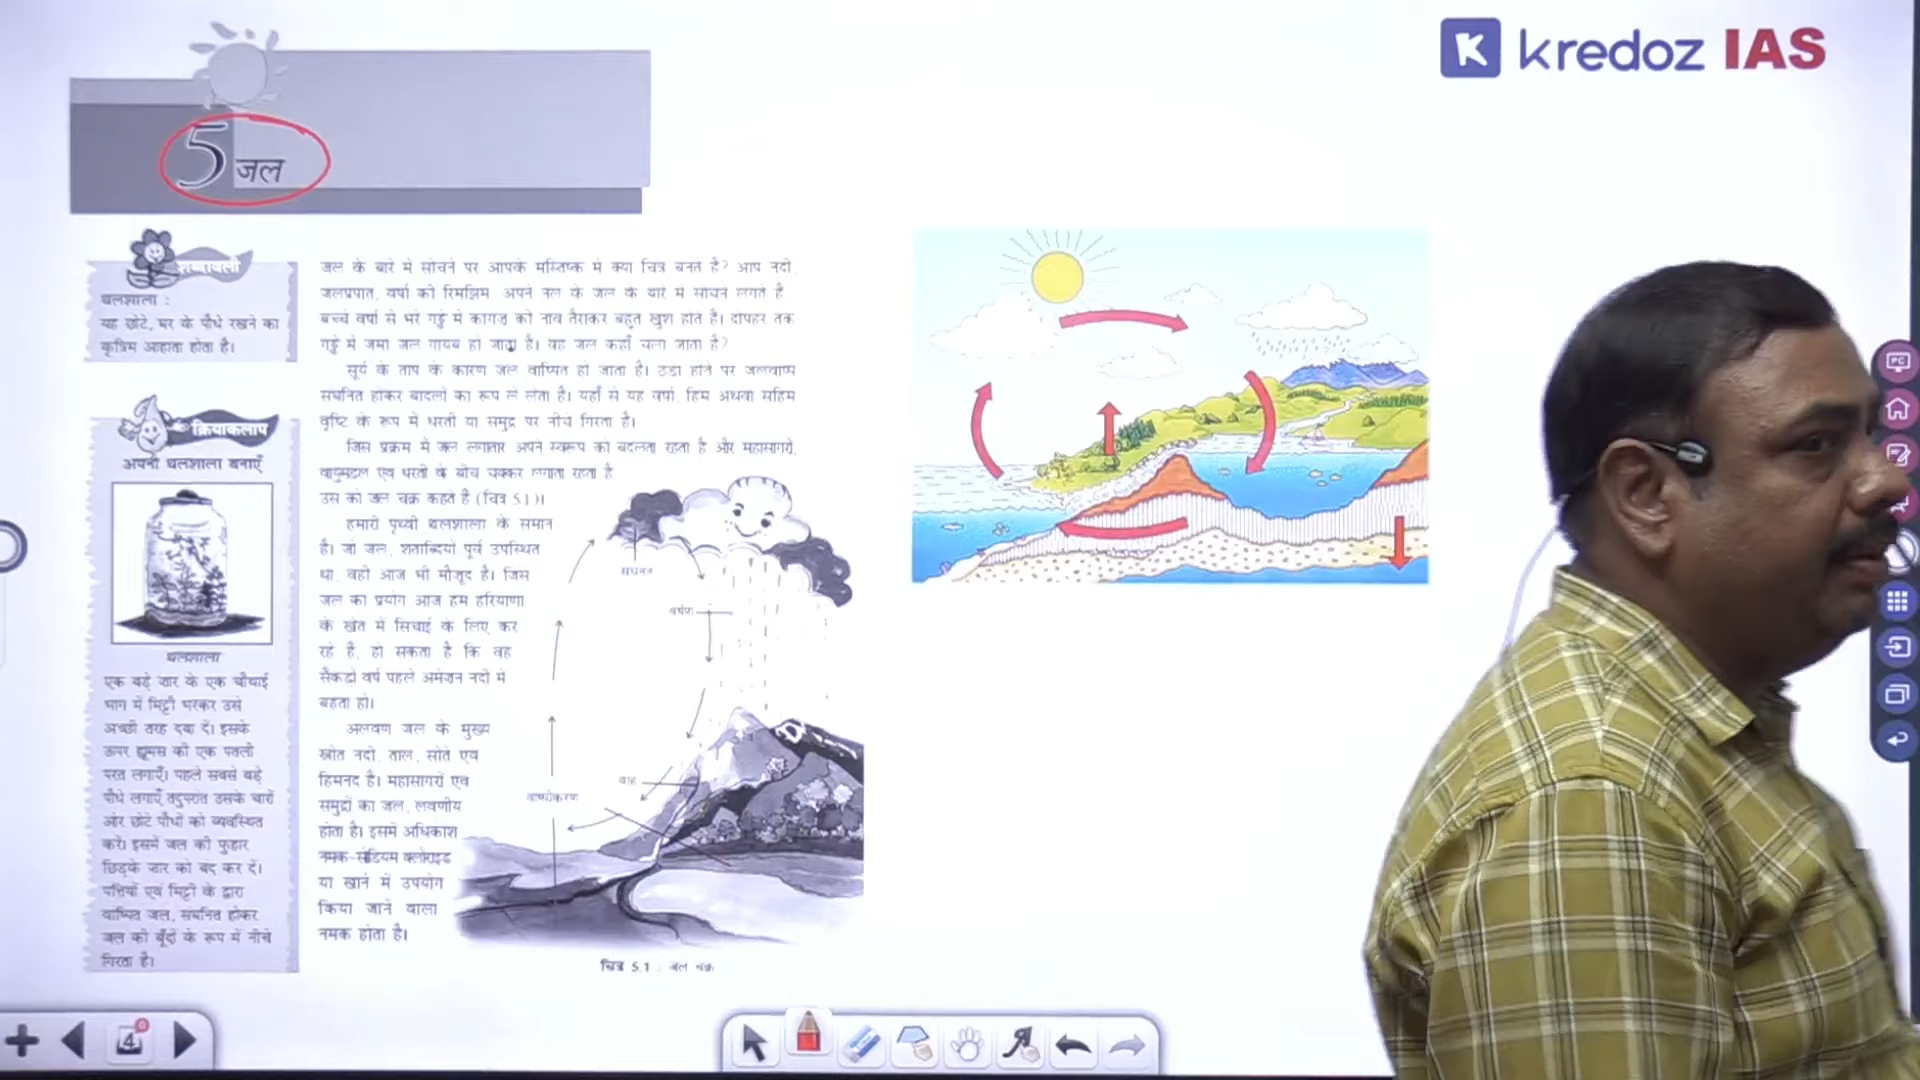 kredoz IAS
5 जल
शब्दावली
थलशाला :
यह छोटे, घर के पौधे रखने का
कृत्रिम आहाता होता है।
क्रियाकलाप
अपनी थलशाला बनाएँ
थलशाला
एक बड़े जार के एक चौथाई
भाग में मिट्टी भरकर उसे
अच्छी तरह दबा दें। इसके
ऊपर ह्यूमस की एक पतली
परत लगाएँ। पहले सबसे बड़े
पौधे लगाएँ तदुपरांत उसके चारों
ओर छोटे पौधों को व्यवस्थित
करें। इसमें जल की फुहार
छिड़के जार को बंद कर दें।
पत्तियों एवं मिट्टी के द्वारा
वाष्पित जल, संघनित होकर
जल की बूँदों के रूप में नीचे
गिरता है।
जल के बारे में सोचने पर आपके मस्तिष्क में क्या चित्र बनते हैं? आप नदी,
जलप्रपात, वर्षा की रिमझिम, अपने नल के जल के बारे में सोचने लगते हैं
बच्चे वर्षा से भरे गड्ढे में कागज़ की नाव तैराकर बहुत खुश होते हैं। दोपहर तक
गड्ढे में जमा जल गायब हो जाता है। वह जल कहाँ चला जाता है?
सूर्य के ताप के कारण जल वाष्पित हो जाता है। ठंडा होने पर जलवाष्प
संघनित होकर बादलों का रूप ले लेता है। यहाँ से यह वर्षा, हिम अथवा सहिम
वृष्टि के रूप में धरती या समुद्र पर नीचे गिरता है।
जिस प्रक्रम में जल लगातार अपने स्वरूप को बदलता रहता है और महासागरों,
वायुमंडल एवं धरती के बीच चक्कर लगाता रहता है
उस को जल चक्र कहते हैं (चित्र 5.1)।
हमारी पृथ्वी थलशाला के समान
है। जो जल, शताब्दियों पूर्व उपस्थित
था, वही आज भी मौजूद है। जिस
जल का प्रयोग आज हम हरियाणा
के खेत में सिंचाई के लिए कर
रहे हैं, हो सकता है कि वह
सैकड़ों वर्ष पहले अमेज़न नदी में
बहता हो।
अलवण जल के मुख्य
स्रोत नदी, ताल, सोते एवं
हिमनद हैं। महासागरों एवं
समुद्रों का जल, लवणीय
होता है। इसमें अधिकांश
नमक-सोडियम क्लोराइड
या खाने में उपयोग
किया जाने वाला
नमक होता है।
संघनन
वर्षण
वाह
वाष्पीकरण
चित्र 5.1 : जल चक्र
4